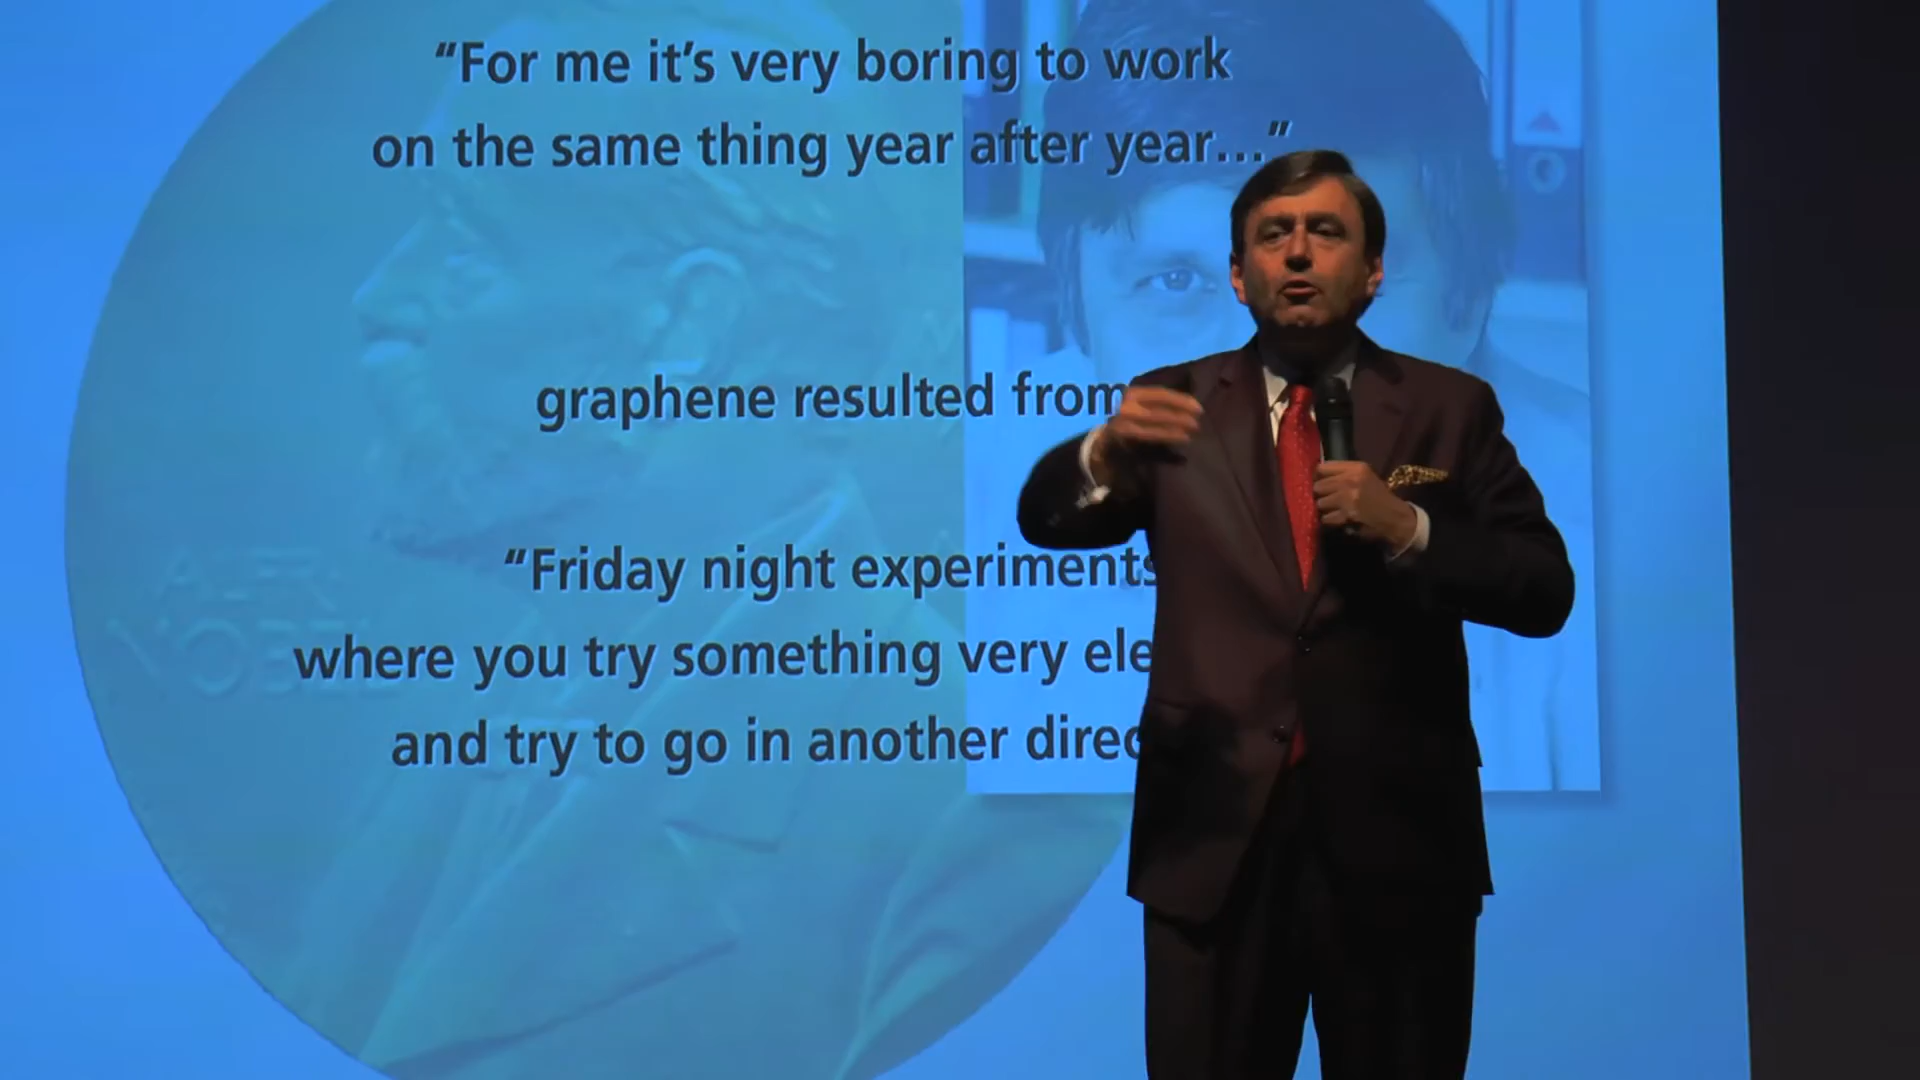 “For me it’s very boring to work
on the same thing year after year...”
graphene resulted from
“Friday night experiments
where you try something very
and try to go in another